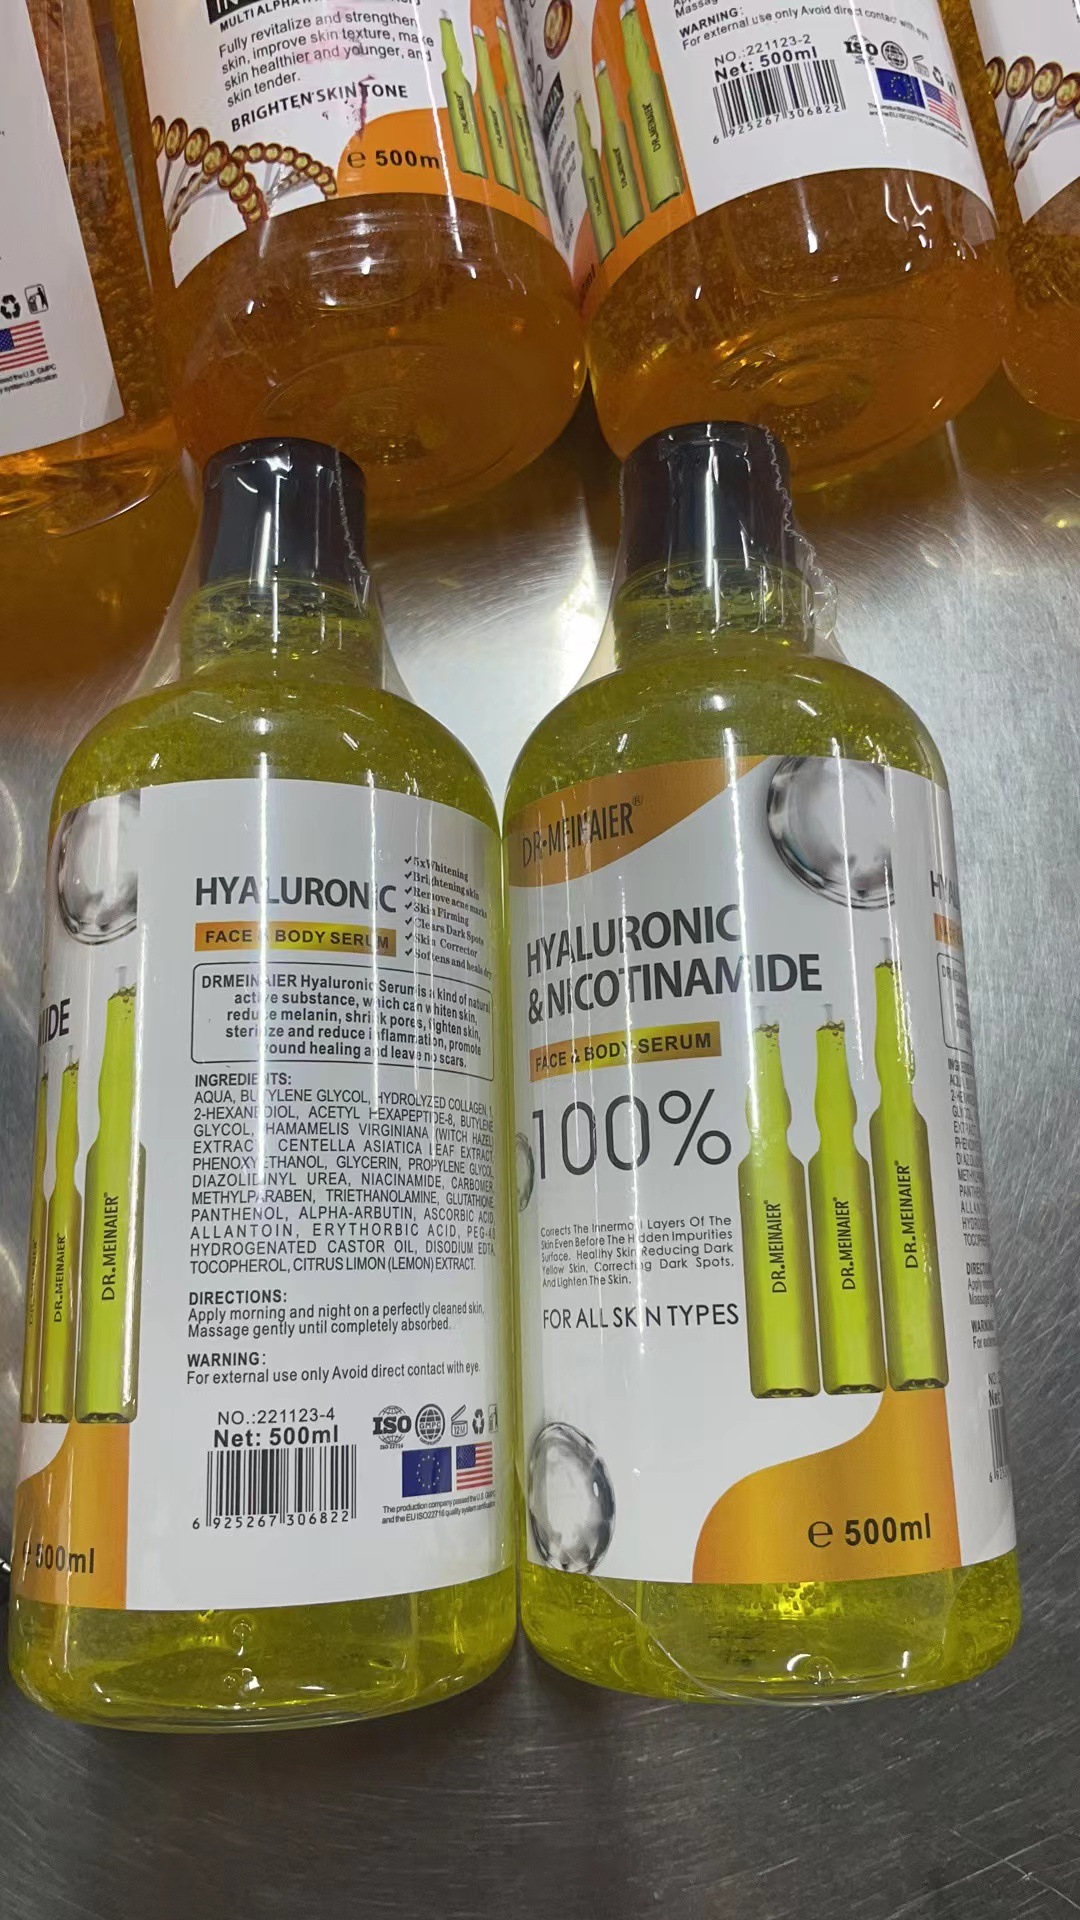 MULTI ALPHA
Fully revitalize and strengthen
skin, improve skin texture, make
skin healthier and younger, and
skin tender.
BRIGHTEN SKIN TONE
e 500m
DR.MEINAIER
WARNING:
For external use only Avoid direct contact with eye
NO.:221123-2
Net: 500ml
ISO
6 925267 306822
HYALURONIC
FACE & BODY SERUM
✓5xWhitening
✓Brightening skin
✓Remove acne marks
✓Skin Firming
✓Clears Dark Spots
✓Skin Corrector
✓Softens and heals dry
DRMEINAIER Hyaluronic Serum is a kind of natural
active substance, which can whiten skin,
reduce melanin, shrink pores, tighten skin,
sterilize and reduce inflammation, promote
wound healing and leave no scars.
INGREDIENTS:
AQUA, BUTYLENE GLYCOL, HYDROLYZED COLLAGEN, 1,
2-HEXANEDIOL, ACETYL HEXAPEPTIDE-8, BUTYLENE
GLYCOL, HAMAMELIS VIRGINIANA (WITCH HAZEL)
EXTRACT, CENTELLA ASIATICA LEAF EXTRACT,
PHENOXYETHANOL, GLYCERIN, PROPYLENE GLYCOL,
DIAZOLIDINYL UREA, NIACINAMIDE, CARBOMER,
METHYLPARABEN, TRIETHANOLAMINE, GLUTATHIONE,
PANTHENOL, ALPHA-ARBUTIN, ASCORBIC ACID,
ALLANTOIN, ERYTHORBIC ACID, PEG-40
HYDROGENATED CASTOR OIL, DISODIUM EDTA,
TOCOPHEROL, CITRUS LIMON (LEMON) EXTRACT.
DIRECTIONS:
Apply morning and night on a perfectly cleaned skin,
Massage gently until completely absorbed.
WARNING:
For external use only Avoid direct contact with eye.
NO.:221123-4
Net: 500ml
ISO
GMPC
12M
6 925267 306822
The production company passed the U.S. GMPC
and the EU ISO22716 quality system certification
e 500ml
DR.MEINAIER®
DR.MEINAIER®
DR•MEINAIER®
HYALURONIC
& NICOTINAMIDE
FACE & BODY SERUM
100%
Corrects The Innermost Layers Of The
Skin Even Before The Hidden Impurities
Surface. Healthy Skin, Reducing Dark
Yellow Skin, Correcting Dark Spots.
And Lighten The Skin.
FOR ALL SKIN TYPES
DR.MEINAIER®
DR.MEINAIER®
DR.MEINAIER®
e 500ml